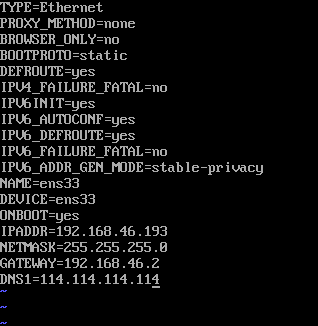 TYPE=Ethernet
PROXY_METHOD=none
BROWSER_ONLY=no
BOOTPROTO=static
DEFROUTE=yes
IPV4_FAILURE_FATAL=no
IPV6INIT=yes
IPV6_AUTOCONF=yes
IPV6_DEFROUTE=yes
IPV6_FAILURE_FATAL=no
IPV6_ADDR_GEN_MODE=stable-privacy
NAME=ens33
DEVICE=ens33
ONBOOT=yes
IPADDR=192.168.46.193
NETMASK=255.255.255.0
GATEWAY=192.168.46.2
DNS1=114.114.114.114
~
~
~